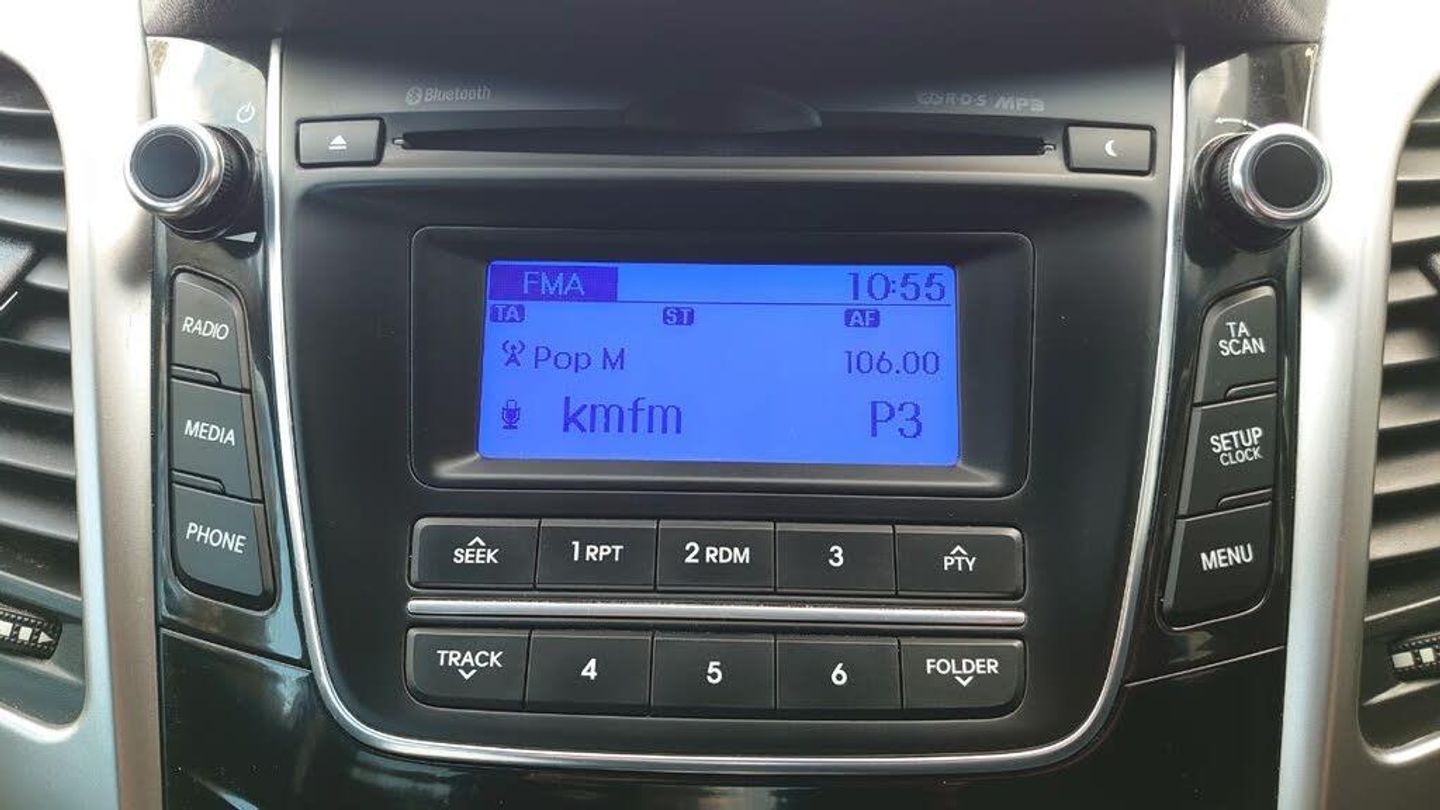 Bluetooth
R·D·S MP3
FMA 10:55
TA ST AF
Pop M 106.00
kmfm P3
RADIO
MEDIA
PHONE
TA
SCAN
SETUP
CLOCK
MENU
SEEK 1 RPT 2 RDM 3 PTY
TRACK 4 5 6 FOLDER